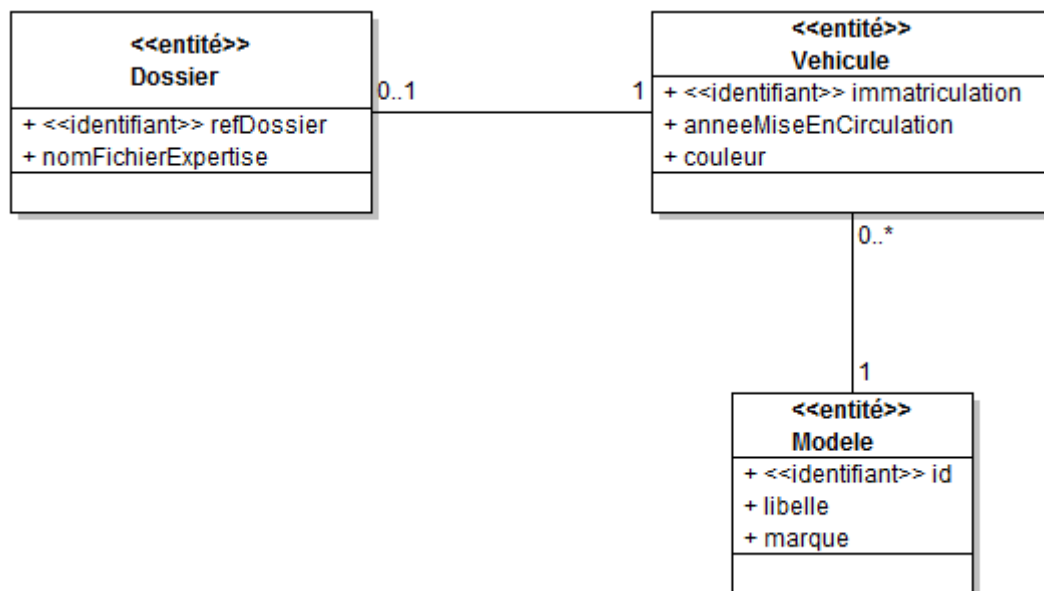 <<entité>>
Dossier
+ <<identifiant>> refDossier
+ nomFichierExpertise
0..1
1
<<entité>>
Vehicule
+ <<identifiant>> immatriculation
+ anneeMiseEnCirculation
+ couleur
0..*
1
<<entité>>
Modele
+ <<identifiant>> id
+ libelle
+ marque